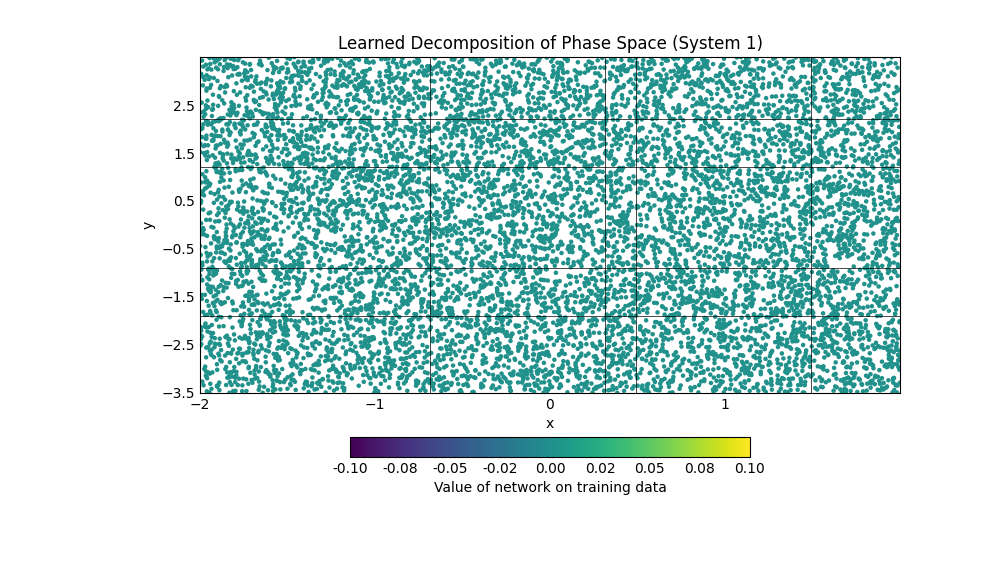 Learned Decomposition of Phase Space (System 1)
2.5
1.5
0.5
−0.5
−1.5
−2.5
−3.5
y
−2 −1 0 1
x
-0.10 -0.08 -0.05 -0.02 0.00 0.02 0.05 0.08 0.10
Value of network on training data